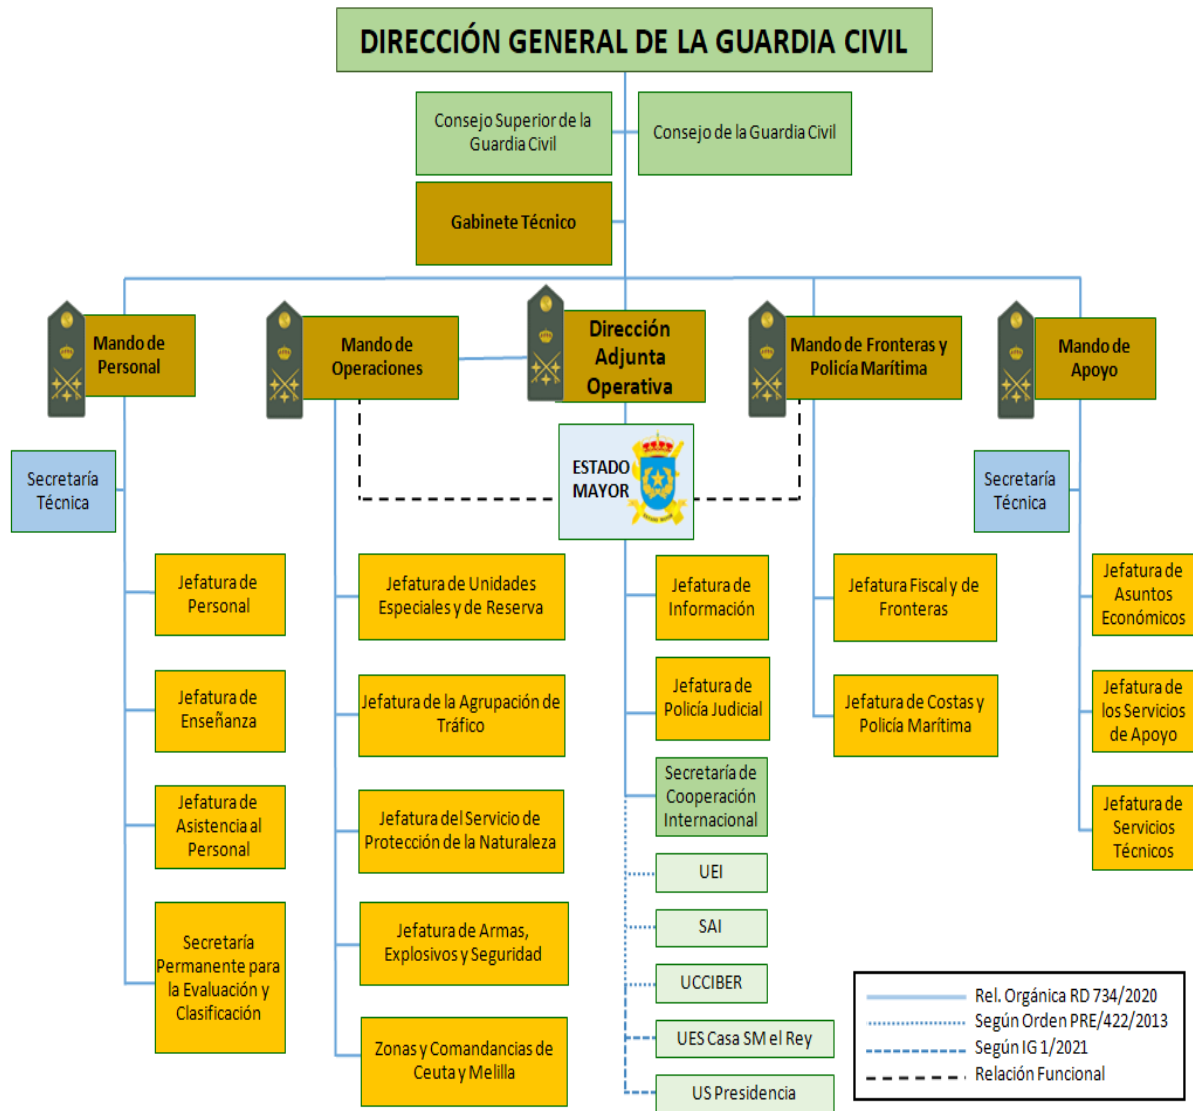 DIRECCIÓN GENERAL DE LA GUARDIA CIVIL
Consejo Superior de la
Guardia Civil
Consejo de la Guardia Civil
Gabinete Técnico
Mando de
Personal
Mando de
Operaciones
Dirección
Adjunta
Operativa
Mando de Fronteras y
Policía Marítima
Mando de
Apoyo
Secretaría
Técnica
ESTADO
MAYOR
ESTADO MAYOR
Secretaría
Técnica
Jefatura de
Personal
Jefatura de
Enseñanza
Jefatura de
Asistencia al
Personal
Secretaría
Permanente para
la Evaluación y
Clasificación
Jefatura de Unidades
Especiales y de Reserva
Jefatura de la Agrupación de
Tráfico
Jefatura del Servicio de
Protección de la Naturaleza
Jefatura de Armas,
Explosivos y Seguridad
Zonas y Comandancias de
Ceuta y Melilla
Jefatura de
Información
Jefatura de
Policía Judicial
Secretaría de
Cooperación
Internacional
UEI
SAI
UCCIBER
UES Casa SM el Rey
US Presidencia
Jefatura Fiscal y de
Fronteras
Jefatura de Costas y
Policía Marítima
Jefatura de
Asuntos
Económicos
Jefatura de
los Servicios
de Apoyo
Jefatura de
Servicios
Técnicos
Rel. Orgánica RD 734/2020
Según Orden PRE/422/2013
Según IG 1/2021
Relación Funcional